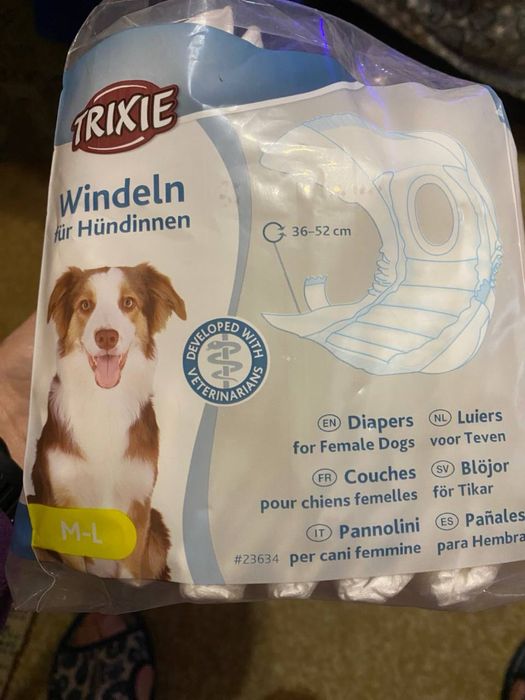 TRIXIE
Windeln
für Hündinnen
36–52 cm
DEVELOPED WITH
VETERINARIANS
EN Diapers
for Female Dogs
NL Luiers
voor Teven
FR Couches
pour chiens femelles
SV Blöjor
för Tikar
IT Pannolini
per cani femmine
ES Pañales
para Hembra
M-L
#23634